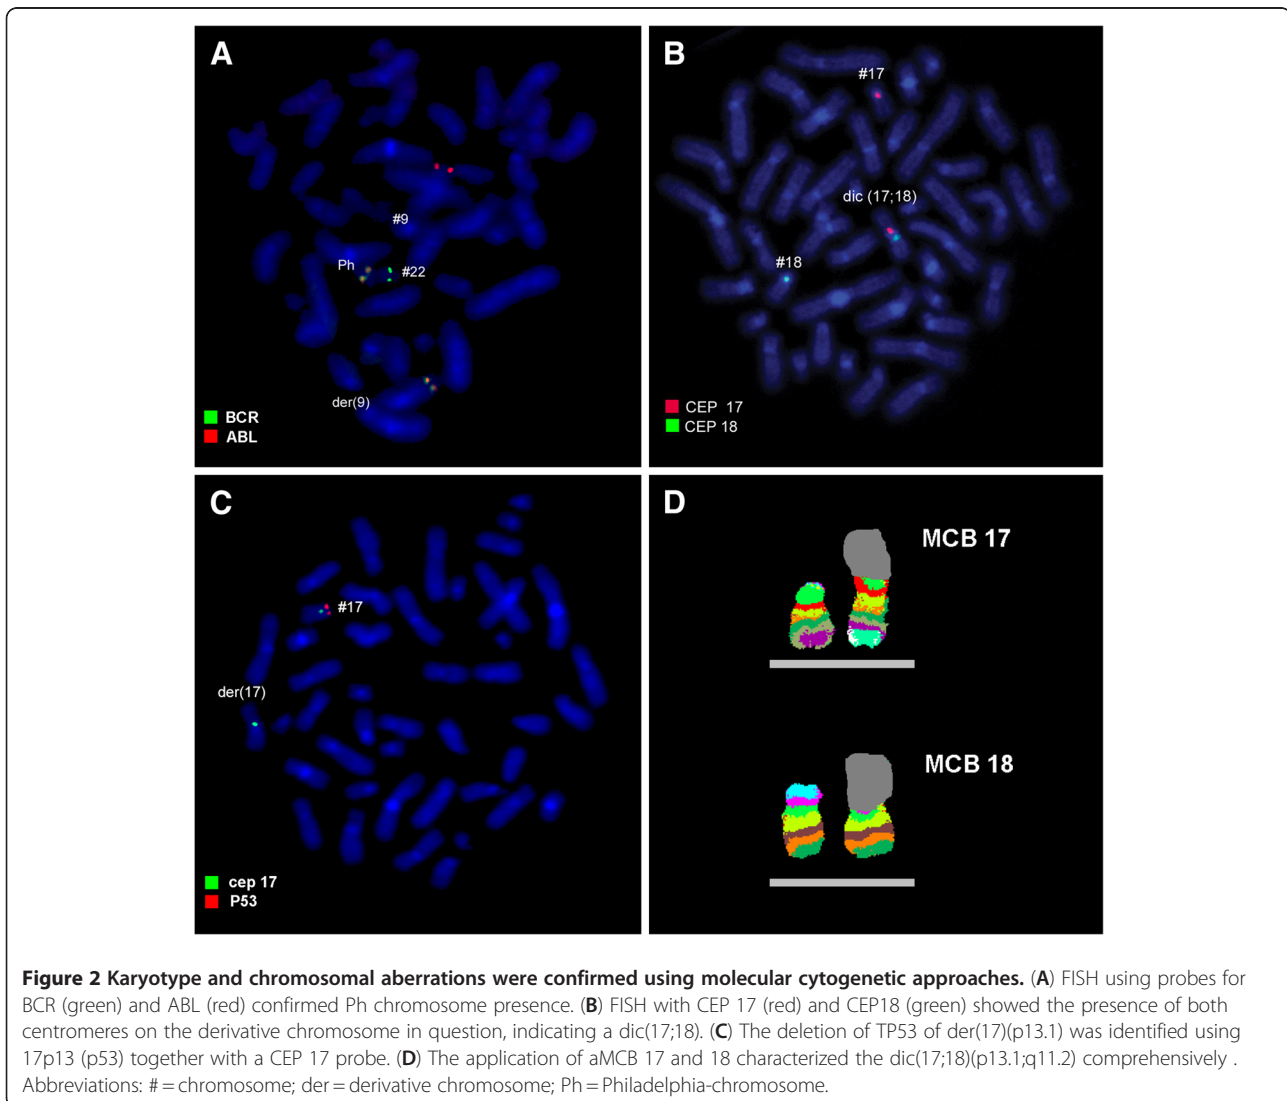 A
#9
Ph
#22
der(9)
BCR
ABL
B
#17
dic (17;18)
#18
CEP 17
CEP 18
C
#17
der(17)
cep 17
P53
D
MCB 17
MCB 18
Figure 2 Karyotype and chromosomal aberrations were confirmed using molecular cytogenetic approaches. (A) FISH using probes for
BCR (green) and ABL (red) confirmed Ph chromosome presence. (B) FISH with CEP 17 (red) and CEP18 (green) showed the presence of both
centromeres on the derivative chromosome in question, indicating a dic(17;18). (C) The deletion of TP53 of der(17)(p13.1) was identified using
17p13 (p53) together with a CEP 17 probe. (D) The application of aMCB 17 and 18 characterized the dic(17;18)(p13.1;q11.2) comprehensively .
Abbreviations: # = chromosome; der = derivative chromosome; Ph = Philadelphia-chromosome.